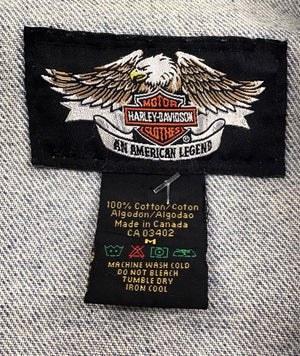 MOTOR
HARLEY-DAVIDSON
CLOTHES
®
AN AMERICAN LEGEND
100% Cotton/Coton
Algodon/Algodao
Made in Canada
CA 03402
M
MACHINE WASH COLD
DO NOT BLEACH
TUMBLE DRY
IRON COOL